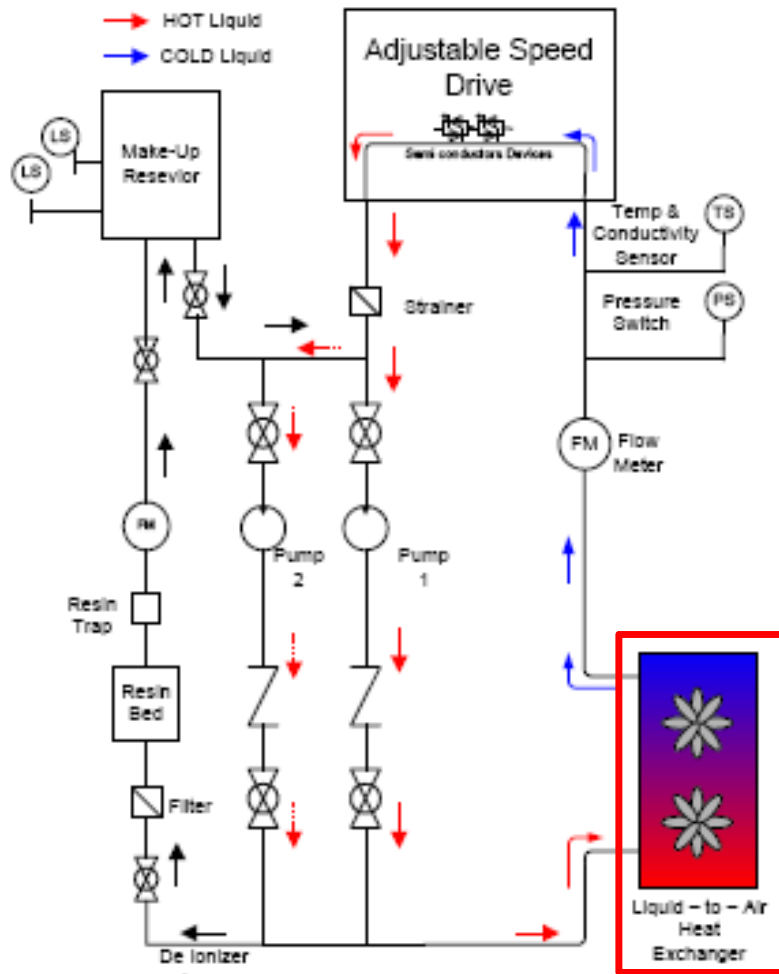 HOT Liquid
COLD Liquid
Adjustable Speed
Drive
Semi conductors Devices
LS
LS
Make-Up
Resevior
Temp &
Conductivity
Sensor
TS
Pressure
Switch
PS
Strainer
FM
Flow
Meter
FM
Pump
2
Pump
1
Resin
Trap
Resin
Bed
Filter
De Ionizer
Liquid – to – Air
Heat
Exchanger